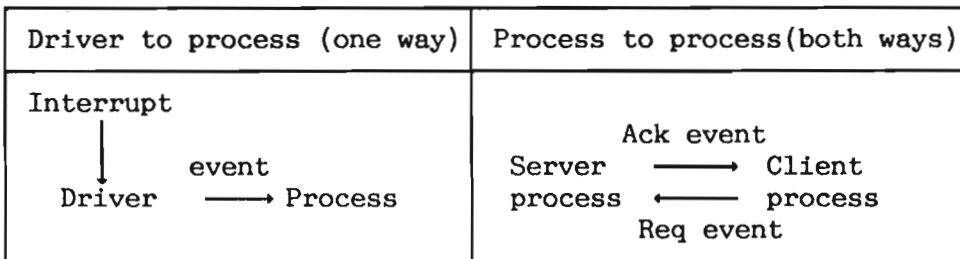 Driver to process (one way)
Process to process(both ways)
Interrupt
event
Driver
Process
Ack event
Server
Client
process
process
Req event